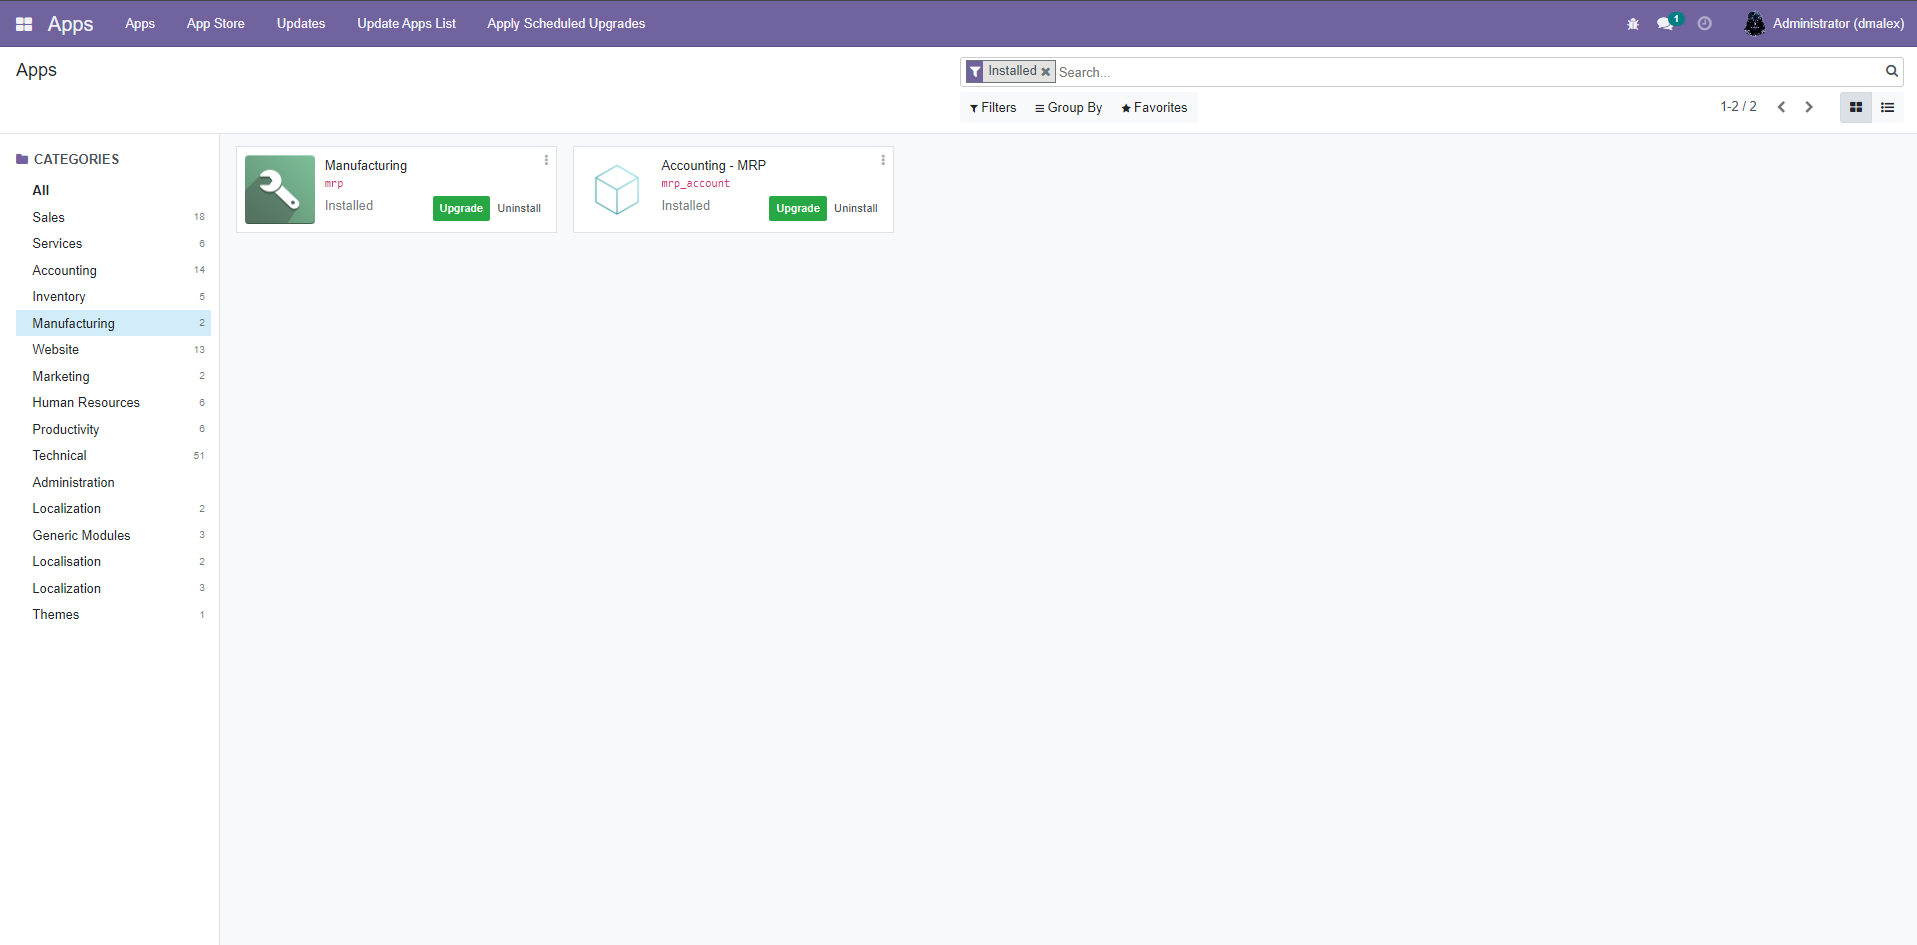 Apps Apps App Store Updates Update Apps List Apply Scheduled Upgrades 1 Administrator (dmalex)
Apps
Installed Search...
Filters Group By Favorites 1-2 / 2
CATEGORIES
All
Sales 18
Services 6
Accounting 14
Inventory 5
Manufacturing 2
Website 13
Marketing 2
Human Resources 6
Productivity 6
Technical 51
Administration
Localization 2
Generic Modules 3
Localisation 2
Localization 3
Themes 1
Manufacturing
mrp
Installed Upgrade Uninstall
Accounting - MRP
mrp_account
Installed Upgrade Uninstall